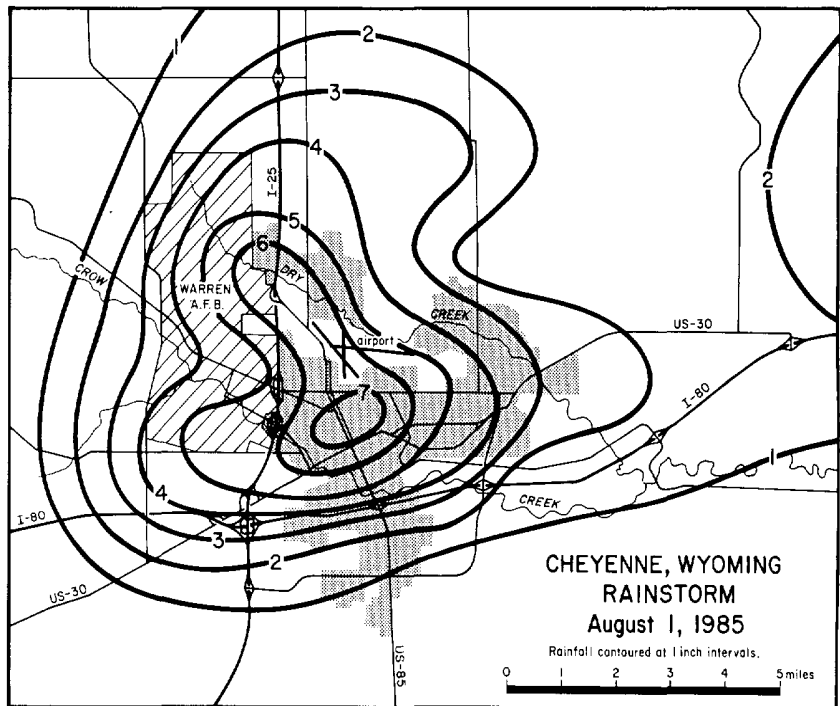 1
2
3
2
4
I-25
5
6
CROW
DRY
WARREN
A.F.B.
CREEK
US-30
airport
I-80
7
1
4
CREEK
I-80
3
2
US-30
US-85
CHEYENNE, WYOMING
RAINSTORM
August 1, 1985
Rainfall contoured at 1 inch intervals.
0 1 2 3 4 5 miles